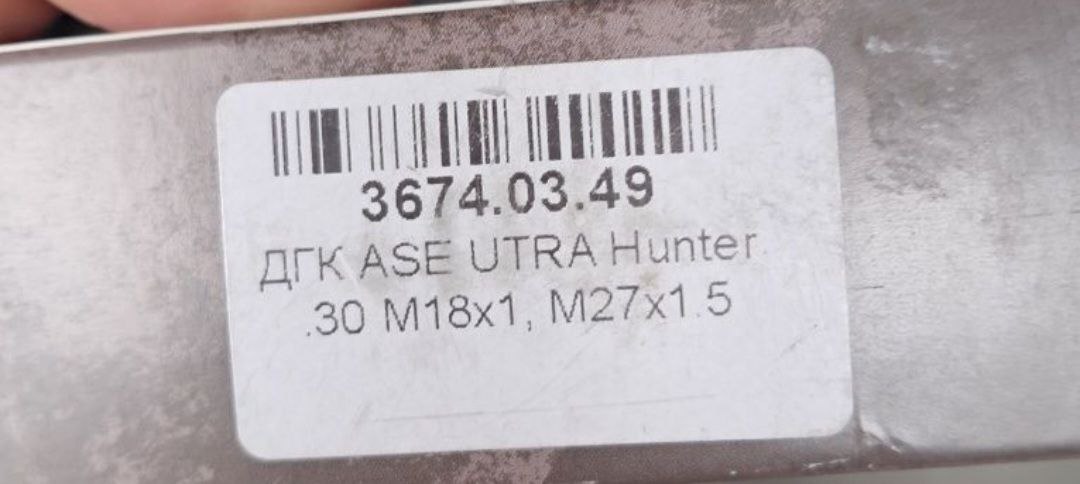 3674.03.49
ДГК ASE UTRA Hunter
.30 M18x1, M27x1.5